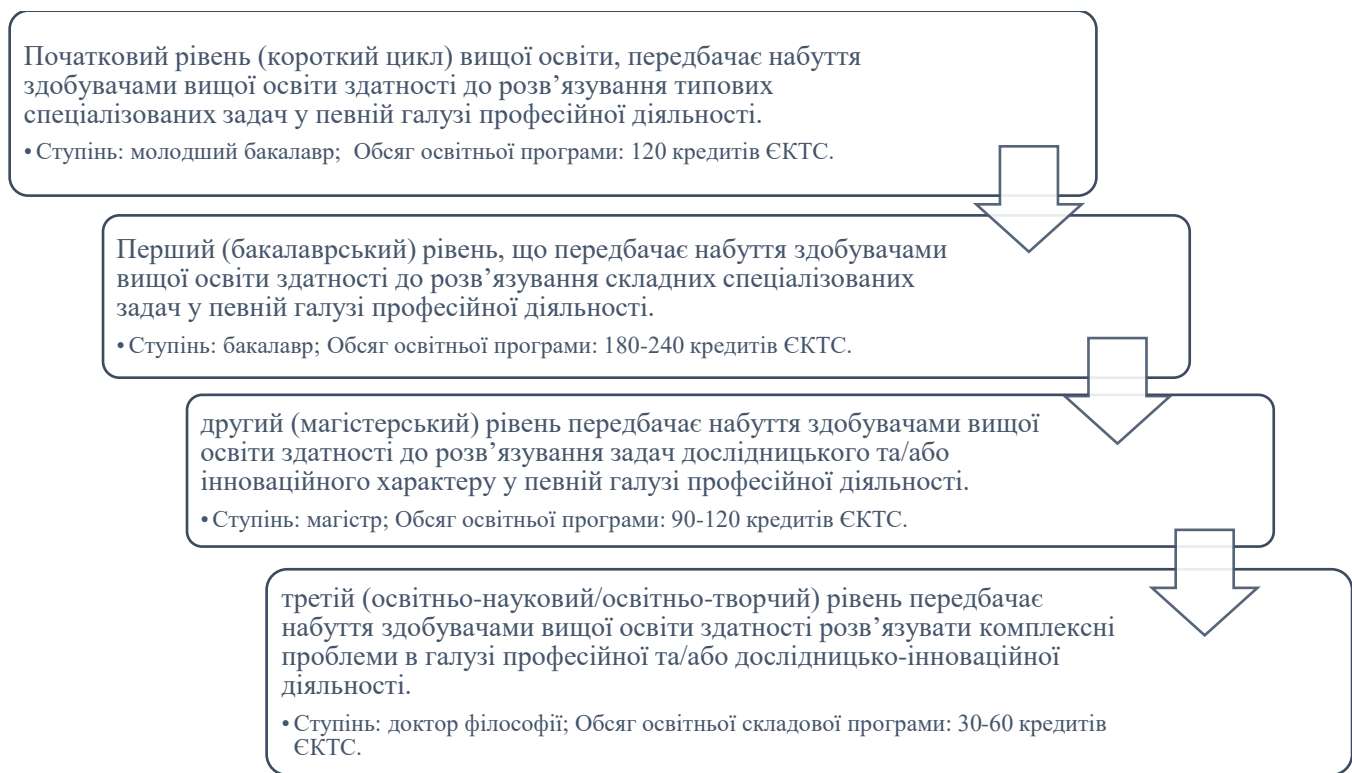 Початковий рівень (короткий цикл) вищої освіти, передбачає набуття
здобувачами вищої освіти здатності до розв’язування типових
спеціалізованих задач у певній галузі професійної діяльності.
• Ступінь: молодший бакалавр; Обсяг освітньої програми: 120 кредитів ЄКТС.
Перший (бакалаврський) рівень, що передбачає набуття здобувачами
вищої освіти здатності до розв’язування складних спеціалізованих
задач у певній галузі професійної діяльності.
• Ступінь: бакалавр; Обсяг освітньої програми: 180-240 кредитів ЄКТС.
другий (магістерський) рівень передбачає набуття здобувачами вищої
освіти здатності до розв’язування задач дослідницького та/або
інноваційного характеру у певній галузі професійної діяльності.
• Ступінь: магістр; Обсяг освітньої програми: 90-120 кредитів ЄКТС.
третій (освітньо-науковий/освітньо-творчий) рівень передбачає
набуття здобувачами вищої освіти здатності розв’язувати комплексні
проблеми в галузі професійної та/або дослідницько-інноваційної
діяльності.
• Ступінь: доктор філософії; Обсяг освітньої складової програми: 30-60 кредитів
ЄКТС.